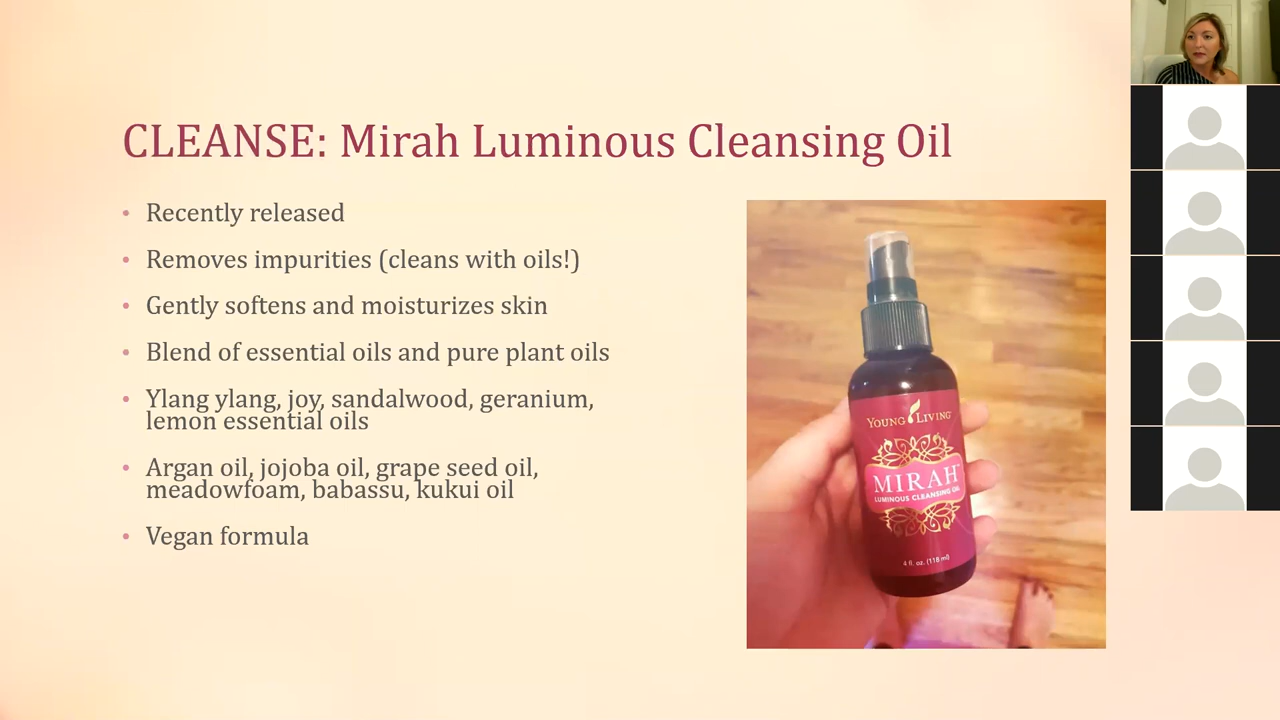 CLEANSE: Mirah Luminous Cleansing Oil
• Recently released
• Removes impurities (cleans with oils!)
• Gently softens and moisturizes skin
• Blend of essential oils and pure plant oils
• Ylang ylang, joy, sandalwood, geranium,
lemon essential oils
• Argan oil, jojoba oil, grape seed oil,
meadowfoam, babassu, kukui oil
• Vegan formula
YOUNG LIVING
MIRAH™
LUMINOUS CLEANSING OIL
4 fl. oz. (118 ml)